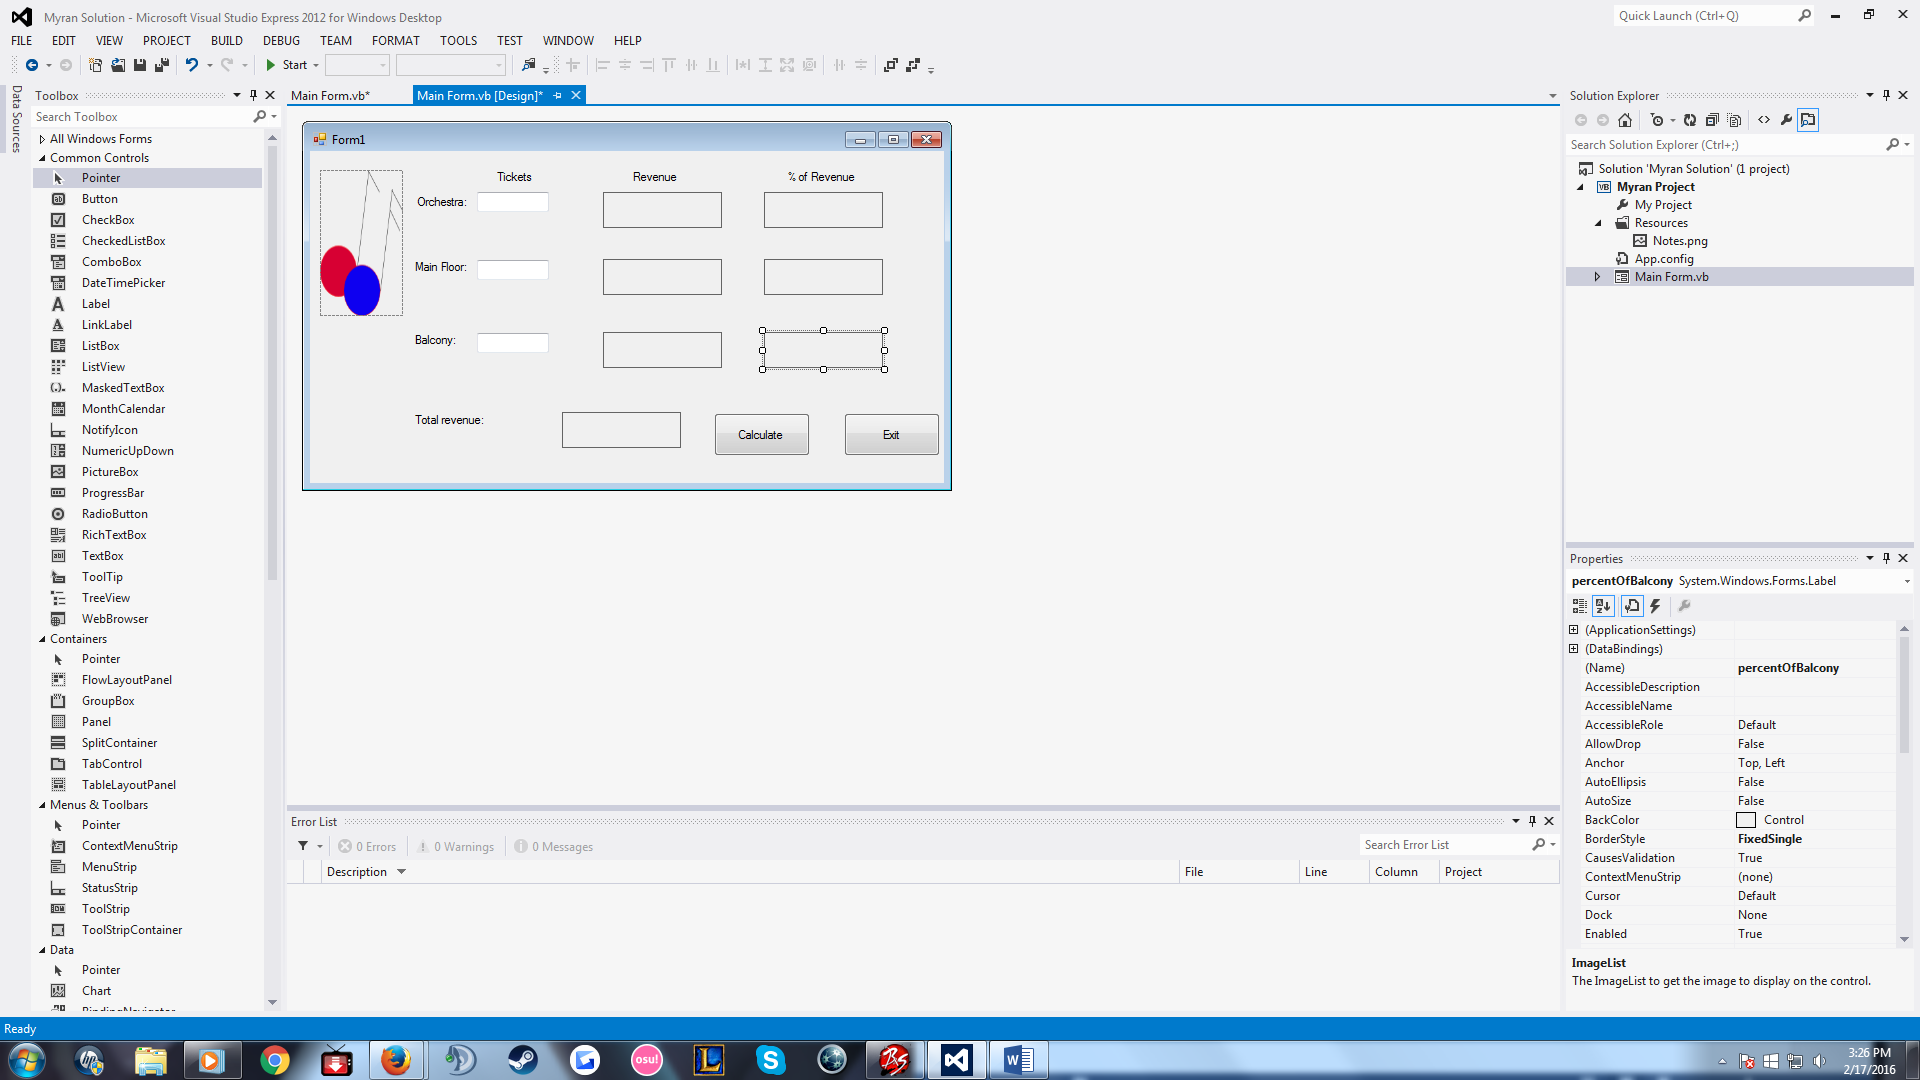 Myran Solution - Microsoft Visual Studio Express 2012 for Windows Desktop
Quick Launch (Ctrl+Q)
FILE EDIT VIEW PROJECT BUILD DEBUG TEAM FORMAT TOOLS TEST WINDOW HELP
Start
Data Sources
Toolbox
Search Toolbox
All Windows Forms
Common Controls
Pointer
Button
CheckBox
CheckedListBox
ComboBox
DateTimePicker
Label
LinkLabel
ListBox
ListView
MaskedTextBox
MonthCalendar
NotifyIcon
NumericUpDown
PictureBox
ProgressBar
RadioButton
RichTextBox
TextBox
ToolTip
TreeView
WebBrowser
Containers
Pointer
FlowLayoutPanel
GroupBox
Panel
SplitContainer
TabControl
TableLayoutPanel
Menus & Toolbars
Pointer
ContextMenuStrip
MenuStrip
StatusStrip
ToolStrip
ToolStripContainer
Data
Pointer
Chart
Main Form.vb*
Main Form.vb [Design]*
Form1
Tickets Revenue % of Revenue
Orchestra:
Main Floor:
Balcony:
Total revenue:
Calculate Exit
Error List
0 Errors 0 Warnings 0 Messages
Search Error List
Description File Line Column Project
Solution Explorer
Search Solution Explorer (Ctrl+;)
Solution 'Myran Solution' (1 project)
Myran Project
My Project
Resources
Notes.png
App.config
Main Form.vb
Properties
percentOfBalcony System.Windows.Forms.Label
(ApplicationSettings)
(DataBindings)
(Name) percentOfBalcony
AccessibleDescription
AccessibleName
AccessibleRole Default
AllowDrop False
Anchor Top, Left
AutoEllipsis False
AutoSize False
BackColor Control
BorderStyle FixedSingle
CausesValidation True
ContextMenuStrip (none)
Cursor Default
Dock None
Enabled True
ImageList
The ImageList to get the image to display on the control.
Ready
osu!
3:26 PM
2/17/2016